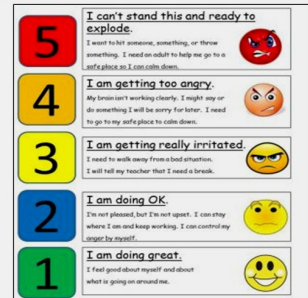 5
I can't stand this and ready to
explode.
I want to hit someone, something, or throw
something. I need an adult to help me go to a
safe place so I can calm down.
4
I am getting too angry.
My brain isn't working clearly. I might say or
do something I will be sorry for later. I need
to go to my safe place to calm down.
3
I am getting really irritated.
I need to walk away from a bad situation.
I will tell my teacher that I need a break.
2
I am doing OK.
I'm not pleased, but I'm not upset. I can stay
where I am and keep working. I can control my
anger by myself.
1
I am doing great.
I feel good about myself and about
what is going on around me.